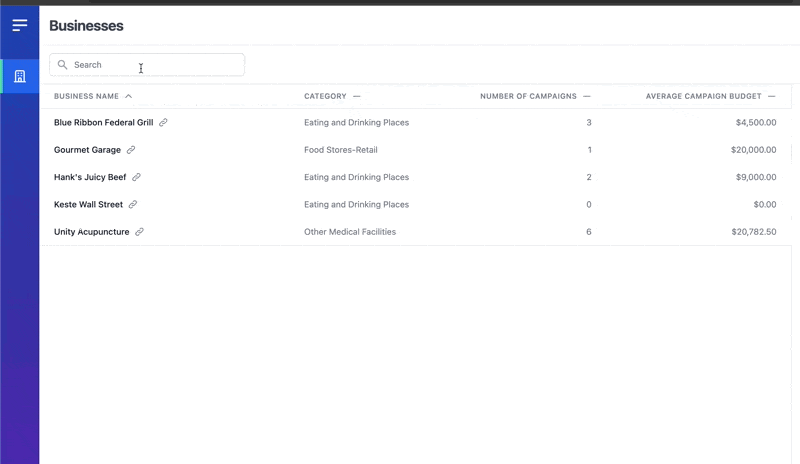 Businesses
Search
BUSINESS NAME CATEGORY NUMBER OF CAMPAIGNS AVERAGE CAMPAIGN BUDGET
Blue Ribbon Federal Grill Eating and Drinking Places 3 $4,500.00
Gourmet Garage Food Stores-Retail 1 $20,000.00
Hank's Juicy Beef Eating and Drinking Places 2 $9,000.00
Keste Wall Street Eating and Drinking Places 0 $0.00
Unity Acupuncture Other Medical Facilities 6 $20,782.50